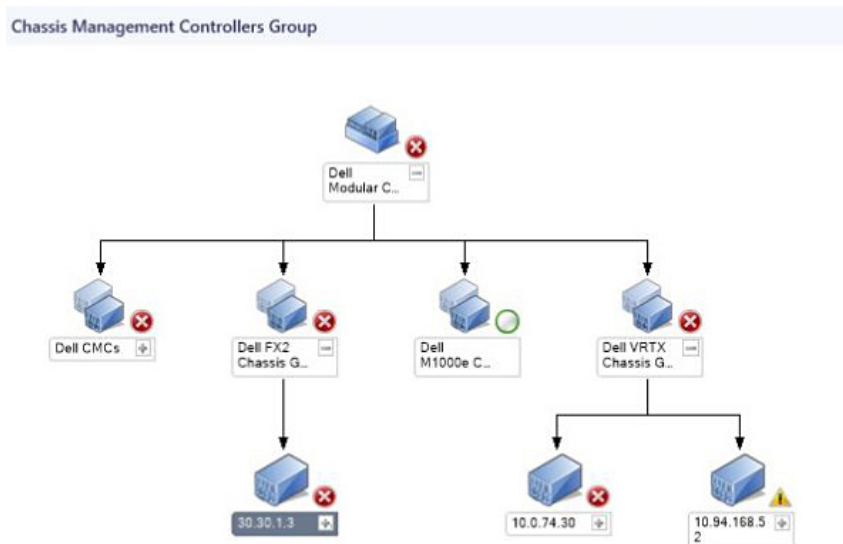 Chassis Management Controllers Group
Dell
Modular C...
Dell CMCs
Dell FX2
Chassis G...
Dell
M1000e C...
Dell VRTX
Chassis G...
30.30.1.3
10.0.74.30
10.94.168.5
2